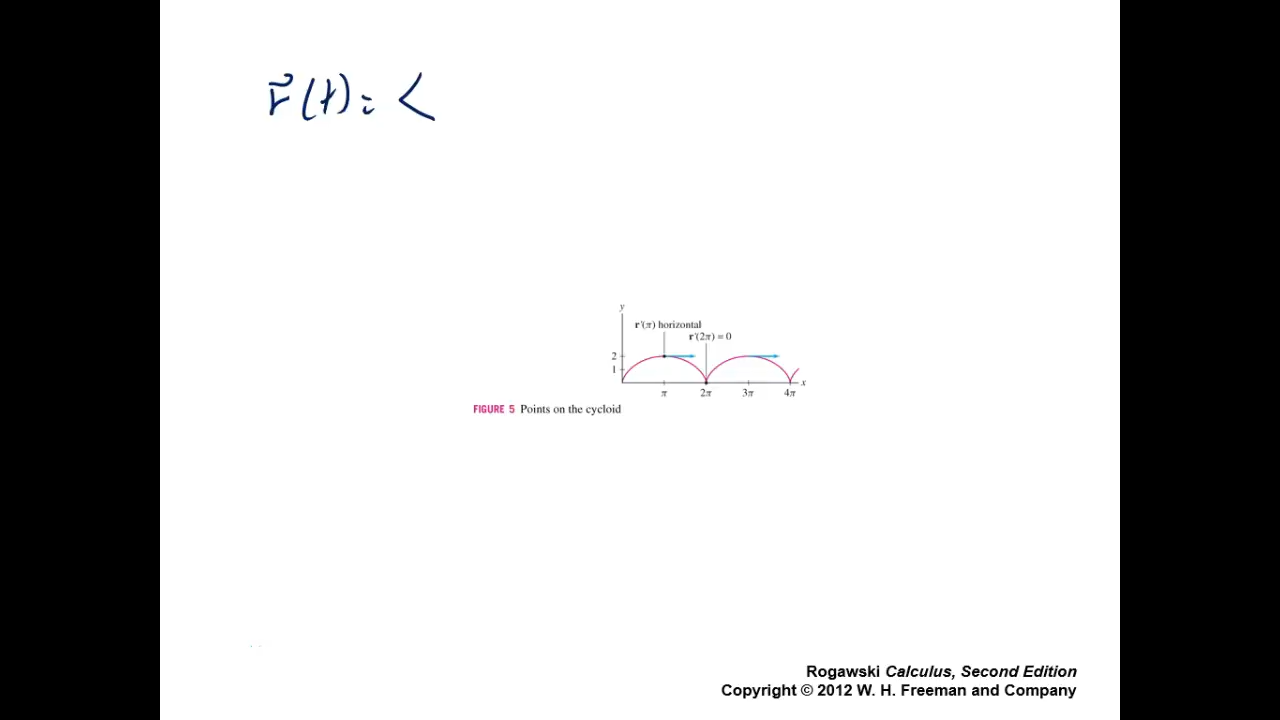 r⃗(t) = <
y
r'(π) horizontal
r'(2π) = 0
2
1
π 2π 3π 4π x
FIGURE 5 Points on the cycloid
Rogawski Calculus, Second Edition
Copyright © 2012 W. H. Freeman and Company